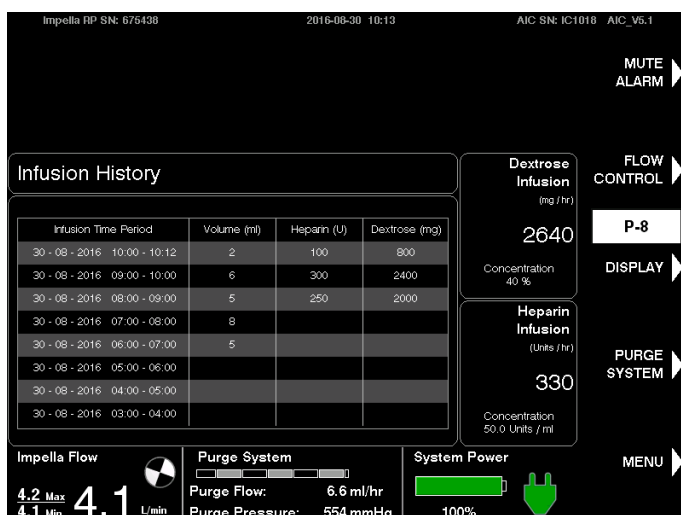 Impella RP SN: 675438 2016-08-30 10:13 AIC SN: IC1018 AIC_V5.1
MUTE
ALARM
FLOW
CONTROL
P-8
DISPLAY
PURGE
SYSTEM
MENU
Infusion History
Infusion Time Period Volume (ml) Heparin (U) Dextrose (mg)
30 - 08 - 2016 10:00 - 10:12 2 100 800
30 - 08 - 2016 09:00 - 10:00 6 300 2400
30 - 08 - 2016 08:00 - 09:00 5 250 2000
30 - 08 - 2016 07:00 - 08:00 8
30 - 08 - 2016 06:00 - 07:00 5
30 - 08 - 2016 05:00 - 06:00
30 - 08 - 2016 04:00 - 05:00
30 - 08 - 2016 03:00 - 04:00
Dextrose
Infusion
(mg / hr)
2640
Concentration
40 %
Heparin
Infusion
(Units / hr)
330
Concentration
50.0 Units / ml
Impella Flow
4.2 Max
4.1 Min
4.1 L/min
Purge System
Purge Flow: 6.6 ml/hr
Purge Pressure: 554 mmHg
System Power
100%